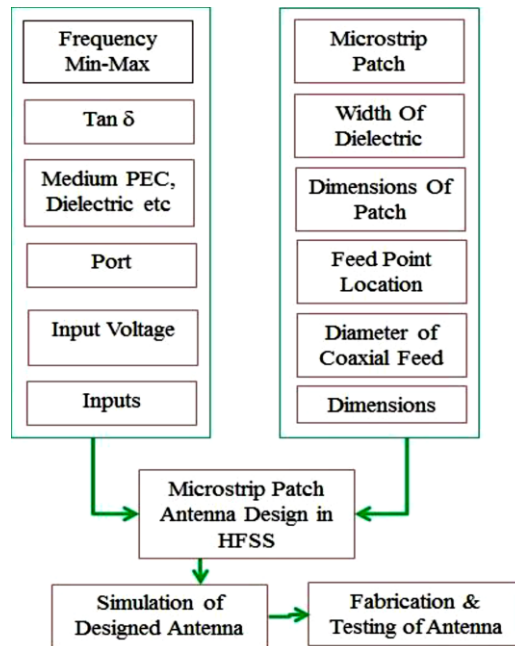 Frequency
Min-Max
Tan δ
Medium PEC,
Dielectric etc
Port
Input Voltage
Inputs
Microstrip
Patch
Width Of
Dielectric
Dimensions Of
Patch
Feed Point
Location
Diameter of
Coaxial Feed
Dimensions
Microstrip Patch
Antenna Design in
HFSS
Simulation of
Designed Antenna
Fabrication &
Testing of Antenna